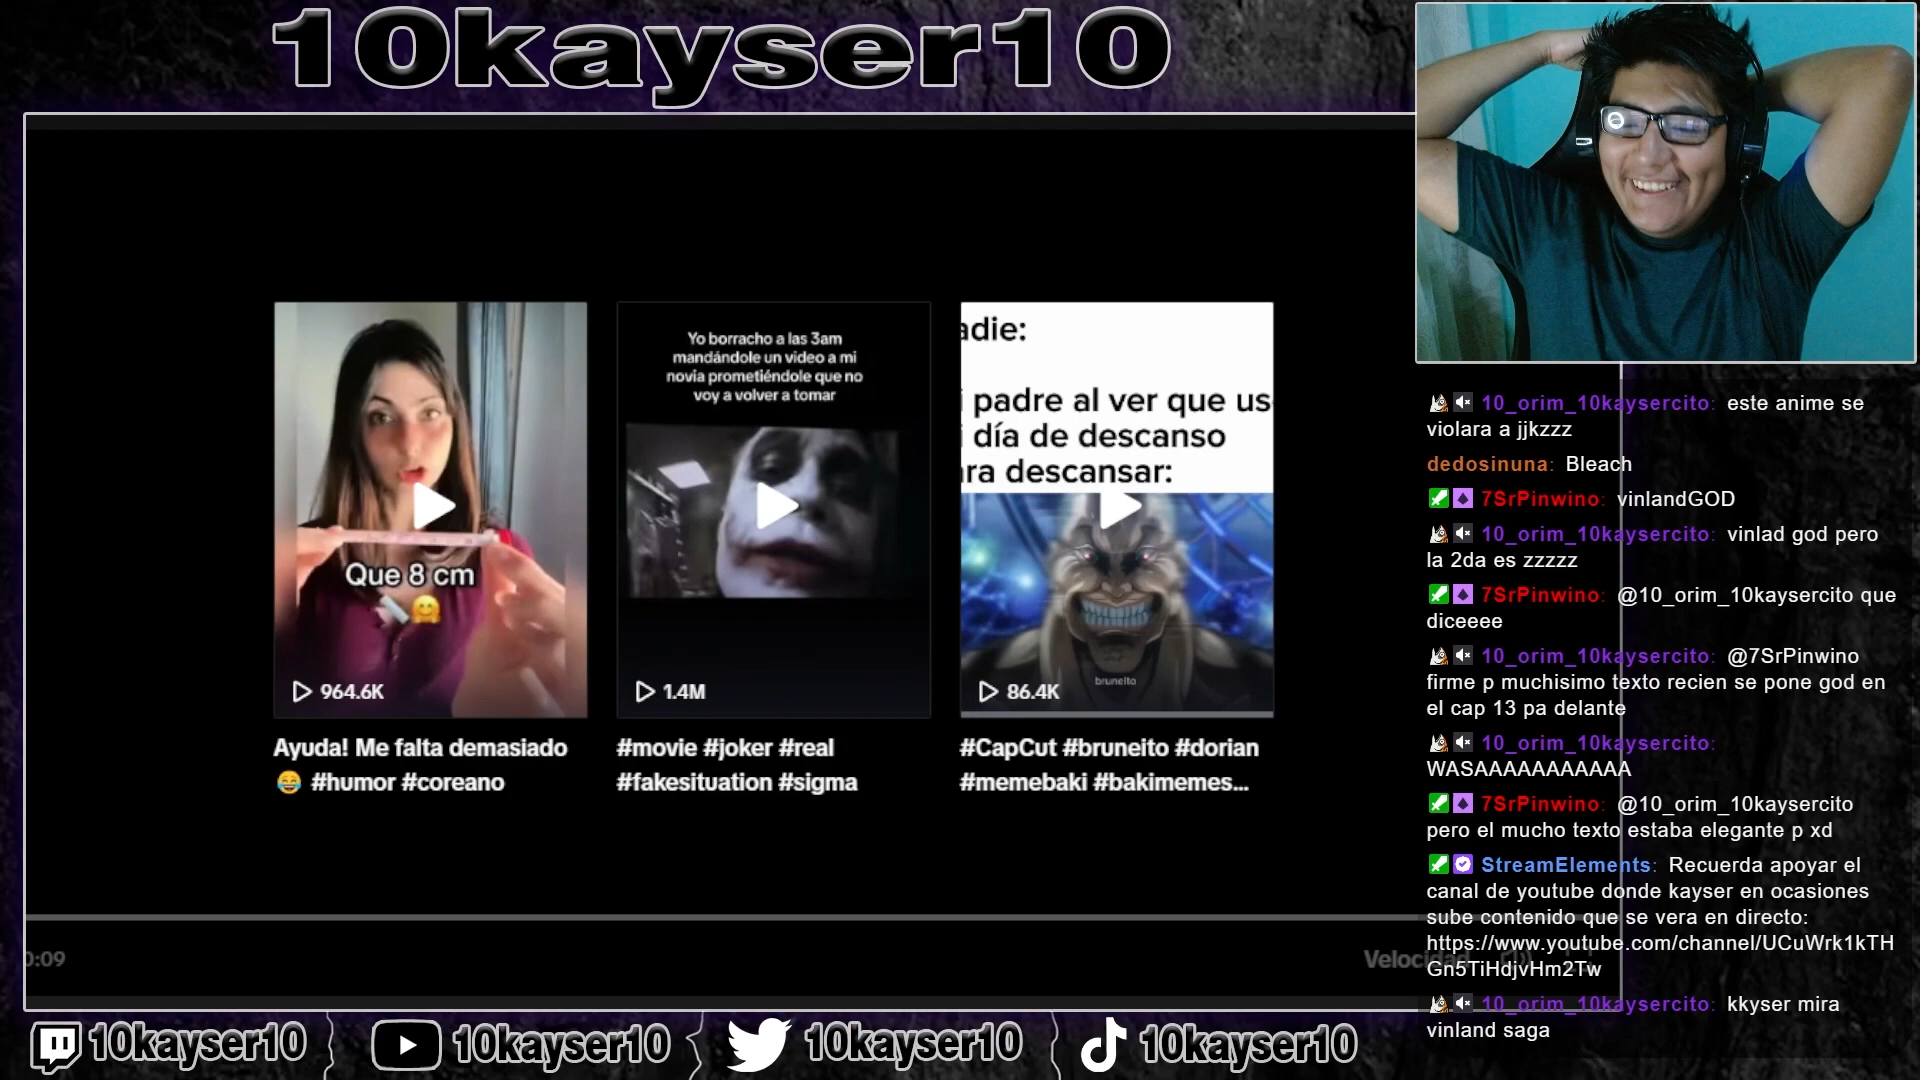 10kayser10
Yo borracho a las 3am
mandándole un video a mi
novia prometiéndole que no
voy a volver a tomar
adie:
i padre al ver que us
i día de descanso
ra descansar:
Que 8 cm
bruneito
964.6K
1.4M
86.4K
Ayuda! Me falta demasiado
😂 #humor #coreano
#movie #joker #real
#fakesituation #sigma
#CapCut #bruneito #dorian
#memebaki #bakimemes...
0:09
Velocidad
10_orim_10kaysercito: este anime se
violara a jjkzzz
dedosinuna: Bleach
7SrPinwino: vinlandGOD
10_orim_10kaysercito: vinlad god pero
la 2da es zzzzz
7SrPinwino: @10_orim_10kaysercito que
diceeee
10_orim_10kaysercito: @7SrPinwino
firme p muchisimo texto recien se pone god en
el cap 13 pa delante
10_orim_10kaysercito:
WASAAAAAAAAAAA
7SrPinwino: @10_orim_10kaysercito
pero el mucho texto estaba elegante p xd
StreamElements: Recuerda apoyar el
canal de youtube donde kayser en ocasiones
sube contenido que se vera en directo:
https://www.youtube.com/channel/UCuWrk1kTH
Gn5TiHdjvHm2Tw
10_orim_10kaysercito: kkyser mira
vinland saga
10kayser10
10kayser10
10kayser10
10kayser10